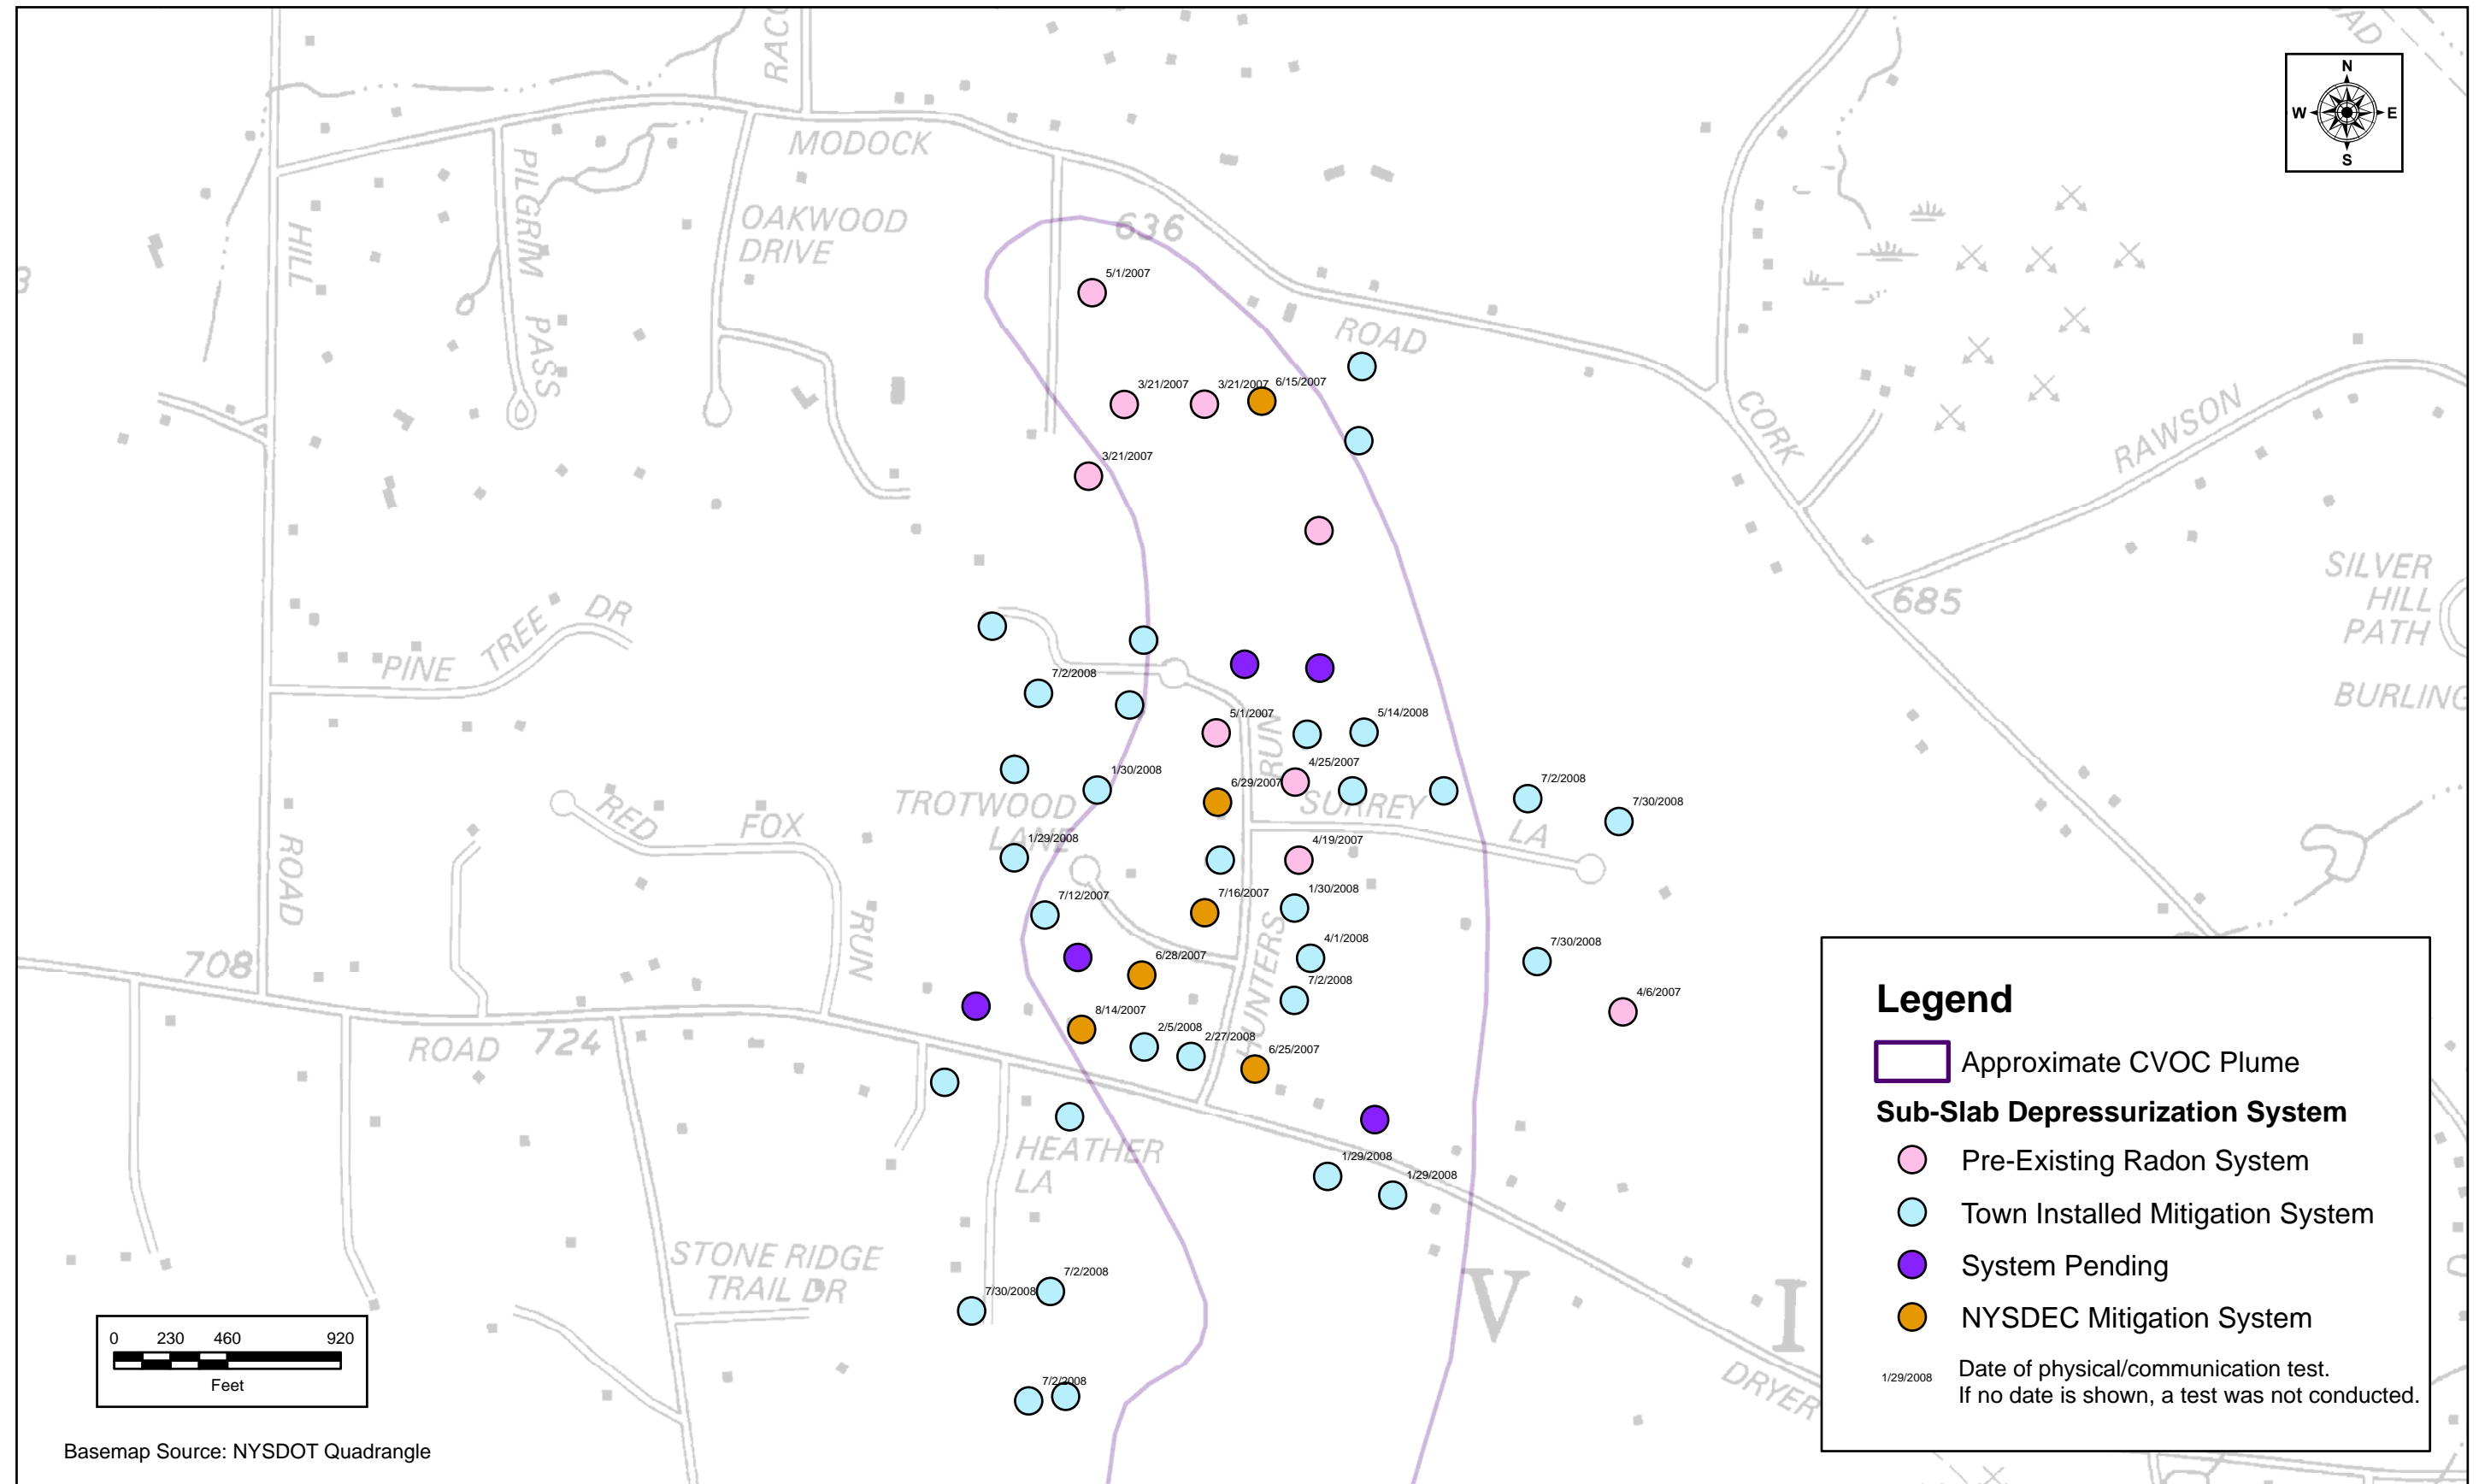 RACC
AD
N
W
E
S
MODOCK
PILGRIM PASS
OAKWOOD
DRIVE
636
HILL
3
5/1/2007
ROAD
3/21/2007
3/21/2007
6/15/2007
CORK
RAWSON
3/21/2007
SILVER
HILL
PATH
685
PINE TREE DR
7/2/2008
BURLING
5/1/2007
5/14/2008
RUN
4/25/2007
1/30/2008
6/29/2007
7/2/2008
7/30/2008
RED FOX
TROTWOOD
LANE
SURREY LA
1/29/2008
4/19/2007
ROAD
7/12/2007
7/16/2007
1/30/2008
RUN
HUNTERS
4/1/2008
7/30/2008
708
6/28/2007
7/2/2008
4/6/2007
8/14/2007
ROAD 724
2/5/2008
2/27/2008
6/25/2007
HEATHER
LA
1/29/2008
1/29/2008
STONE RIDGE
TRAIL DR
7/2/2008
7/30/2008
V I
DRYER
7/2/2008
0 230 460 920
Feet
Basemap Source: NYSDOT Quadrangle
Legend
Approximate CVOC Plume
Sub-Slab Depressurization System
Pre-Existing Radon System
Town Installed Mitigation System
System Pending
NYSDEC Mitigation System
1/29/2008
Date of physical/communication test.
If no date is shown, a test was not conducted.